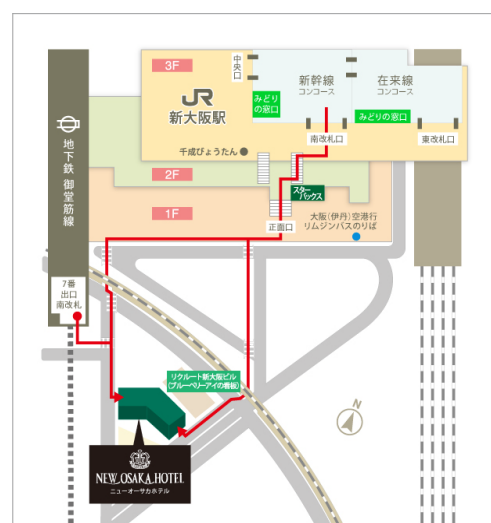 3F
中央口
新幹線
コンコース
在来線
コンコース
JR
新大阪駅
みどり
の窓口
みどりの窓口
南改札口
東改札口
千成びょうたん
2F
スター
バックス
1F
正面口
大阪(伊丹)空港行
リムジンバスのりば
地下鉄 御堂筋線
7番
出口
南改札
リクルート新大阪ビル
(ブルーベリーアイの看板)
N
NEW OSAKA HOTEL
ニューオーサカホテル